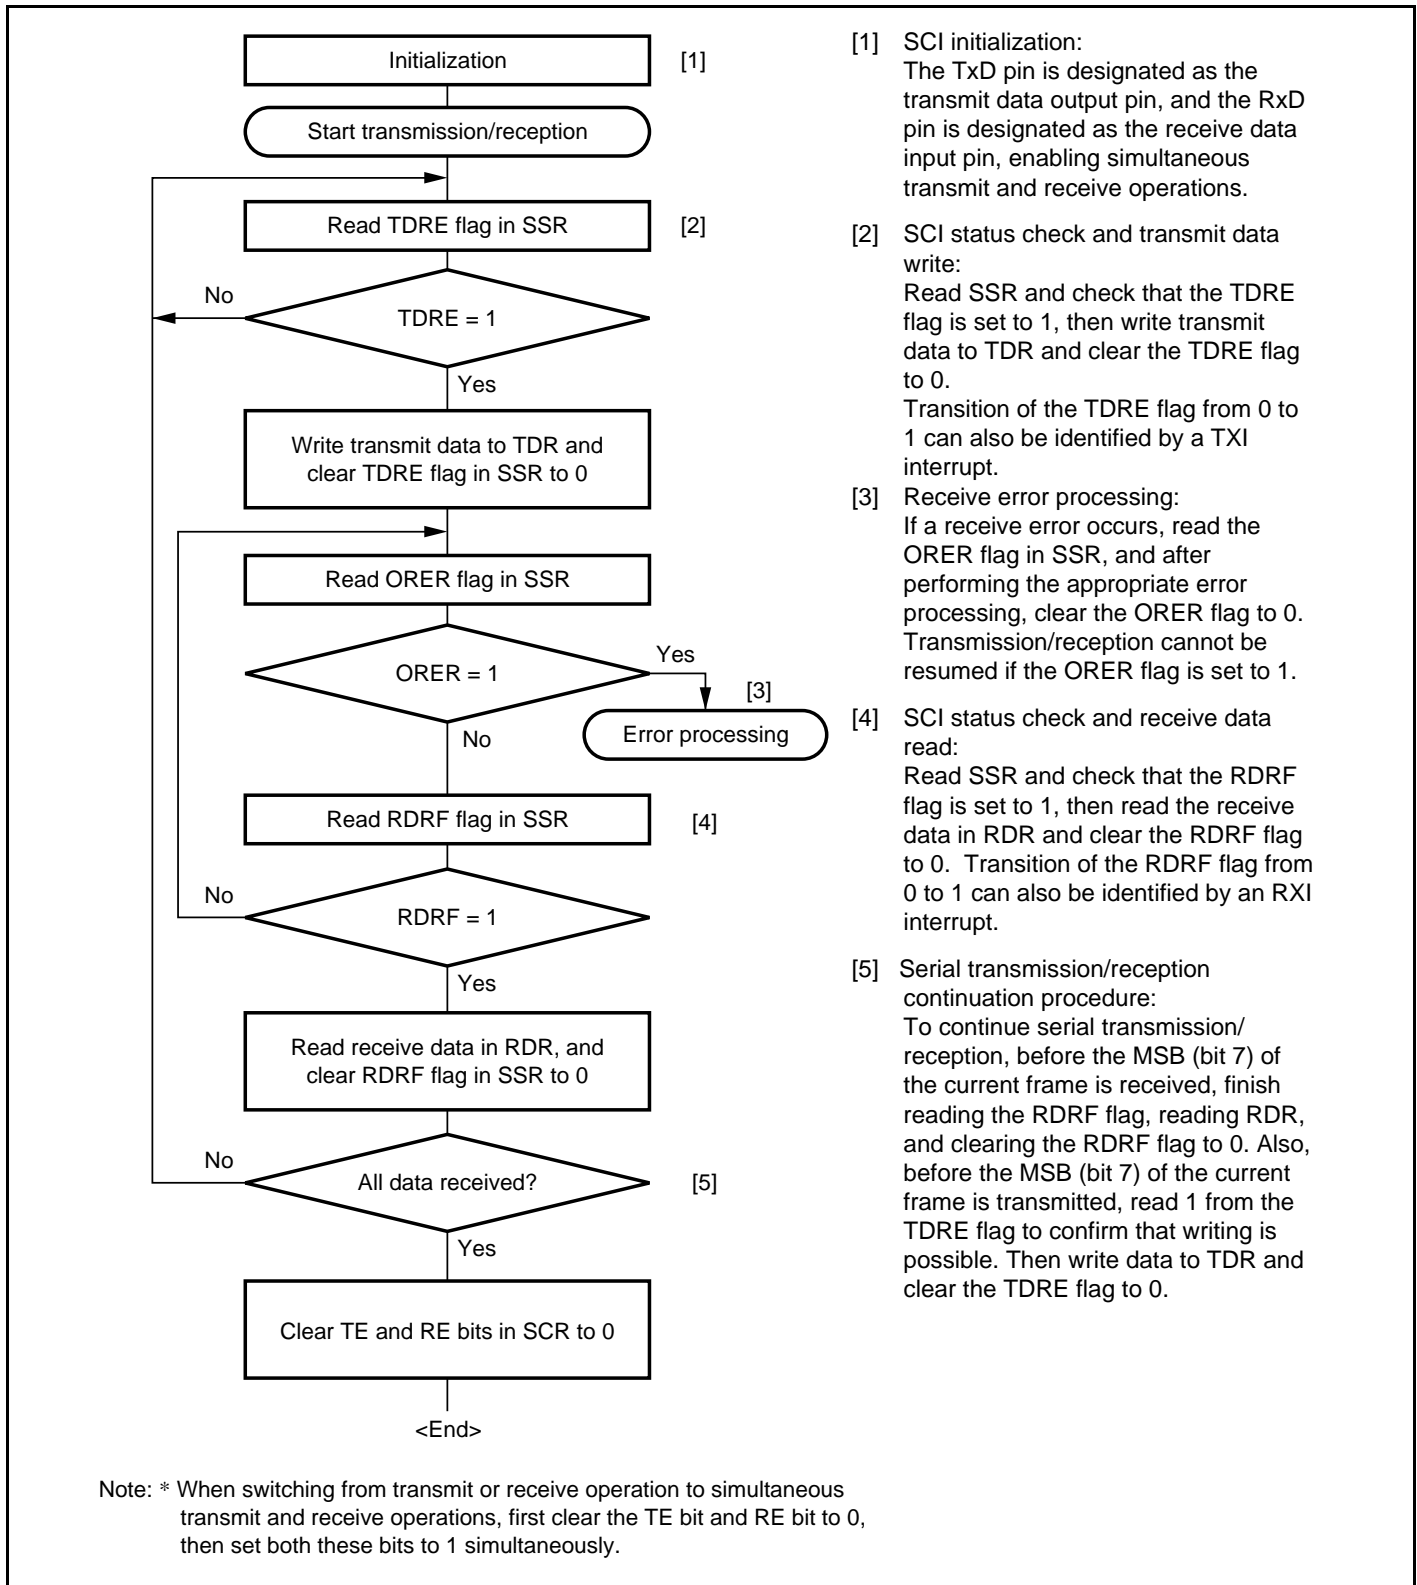 Initialization [1]
Start transmission/reception
Read TDRE flag in SSR [2]
No
TDRE = 1
Yes
Write transmit data to TDR and
clear TDRE flag in SSR to 0
Read ORER flag in SSR
ORER = 1
Yes
[3]
No
Error processing
Read RDRF flag in SSR [4]
No
RDRF = 1
Yes
Read receive data in RDR, and
clear RDRF flag in SSR to 0
No
All data received? [5]
Yes
Clear TE and RE bits in SCR to 0
<End>
[1] SCI initialization:
The TxD pin is designated as the
transmit data output pin, and the RxD
pin is designated as the receive data
input pin, enabling simultaneous
transmit and receive operations.
[2] SCI status check and transmit data
write:
Read SSR and check that the TDRE
flag is set to 1, then write transmit
data to TDR and clear the TDRE flag
to 0.
Transition of the TDRE flag from 0 to
1 can also be identified by a TXI
interrupt.
[3] Receive error processing:
If a receive error occurs, read the
ORER flag in SSR, and after
performing the appropriate error
processing, clear the ORER flag to 0.
Transmission/reception cannot be
resumed if the ORER flag is set to 1.
[4] SCI status check and receive data
read:
Read SSR and check that the RDRF
flag is set to 1, then read the receive
data in RDR and clear the RDRF flag
to 0. Transition of the RDRF flag from
0 to 1 can also be identified by an RXI
interrupt.
[5] Serial transmission/reception
continuation procedure:
To continue serial transmission/
reception, before the MSB (bit 7) of
the current frame is received, finish
reading the RDRF flag, reading RDR,
and clearing the RDRF flag to 0. Also,
before the MSB (bit 7) of the current
frame is transmitted, read 1 from the
TDRE flag to confirm that writing is
possible. Then write data to TDR and
clear the TDRE flag to 0.
Note: * When switching from transmit or receive operation to simultaneous
transmit and receive operations, first clear the TE bit and RE bit to 0,
then set both these bits to 1 simultaneously.